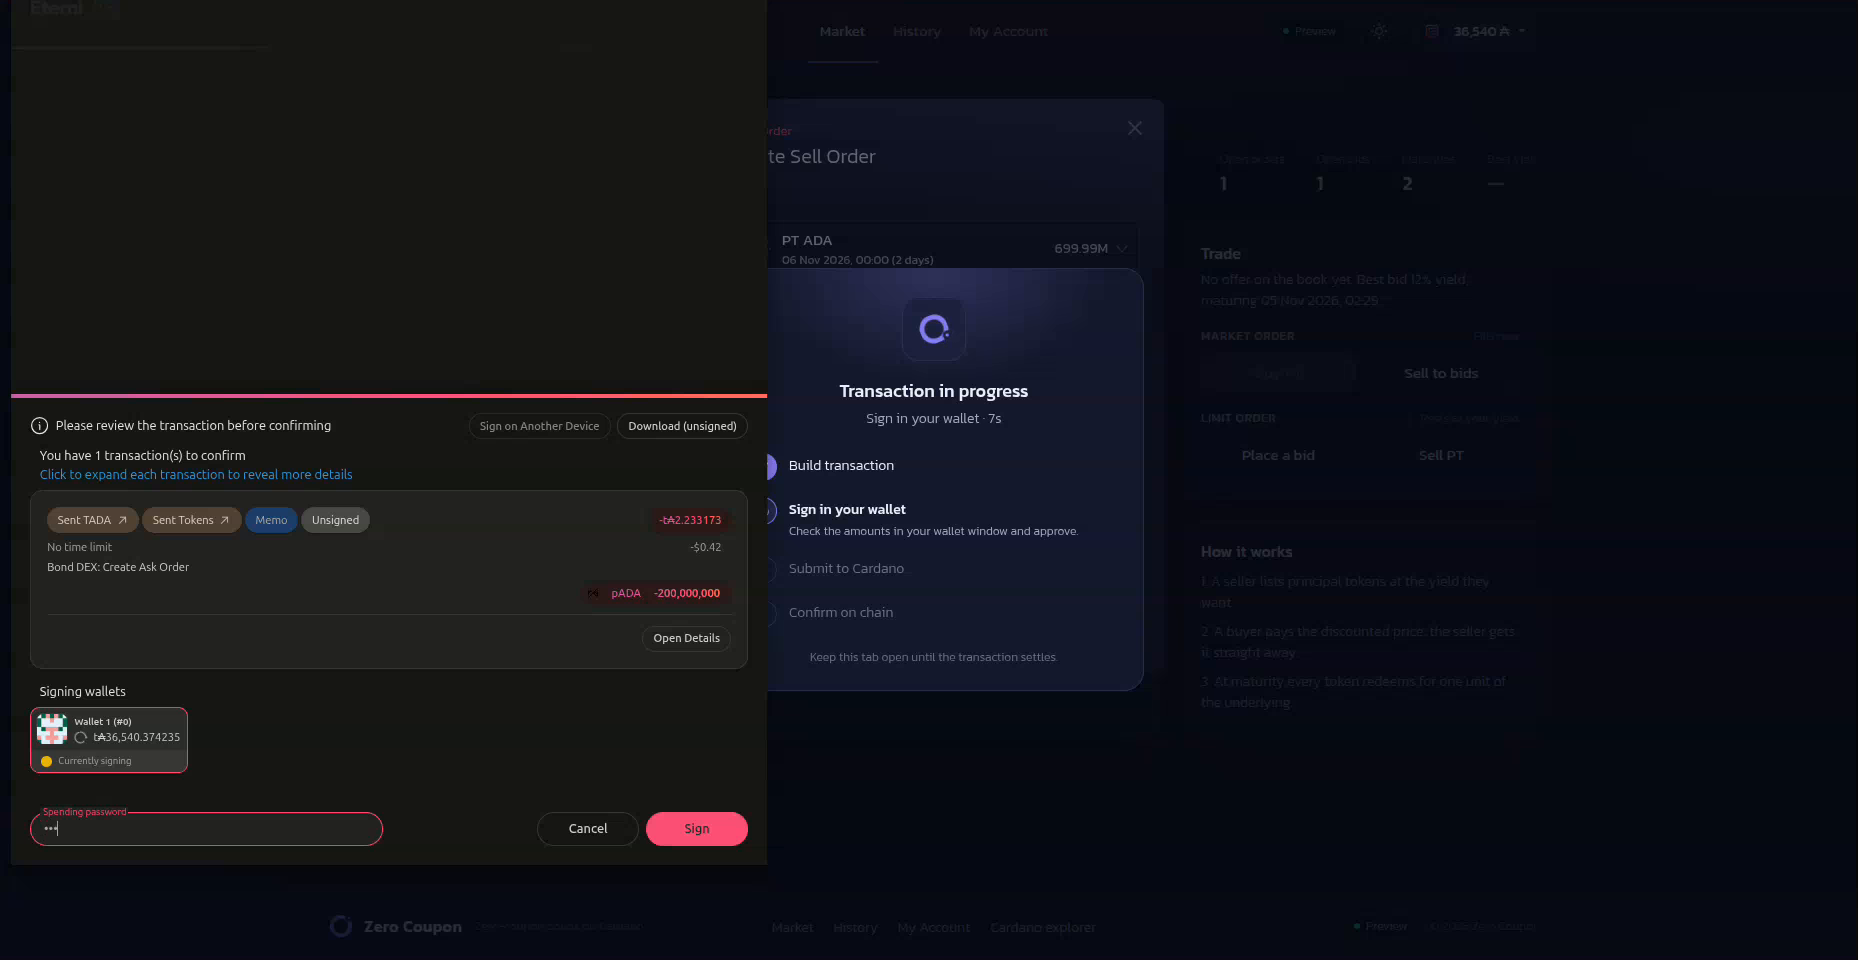 Eternl
Market
History
My Account
Preview
36,540 ₳
Order
te Sell Order
PT ADA
699.99M
06 Nov 2026, 00:00 (2 days)
1
1
2
—
Trade
No offer on the book yet. Best bid 12% yield,
maturing 05 Nov 2026, 02:25.
MARKET ORDER
Sell to bids
LIMIT ORDER
Place a bid
Sell PT
How it works
1. A seller lists principal tokens at the yield they
want.
2. A buyer pays the discounted price; the seller gets
it straight away.
3. At maturity every token redeems for one unit of
the underlying.
Transaction in progress
Sign in your wallet · 7s
Build transaction
Sign in your wallet
Check the amounts in your wallet window and approve.
Submit to Cardano
Confirm on chain
Keep this tab open until the transaction settles.
Please review the transaction before confirming
Sign on Another Device
Download (unsigned)
You have 1 transaction(s) to confirm
Click to expand each transaction to reveal more details
Sent TADA
Sent Tokens
Memo
Unsigned
-t₳2.233173
No time limit
-$0.42
Bond DEX: Create Ask Order
pADA -200,000,000
Open Details
Signing wallets
Wallet 1 (#0)
t₳36,540.374235
Currently signing
Spending password
•••
Cancel
Sign
Zero Coupon
Market
History
My Account
Cardano explorer
Preview